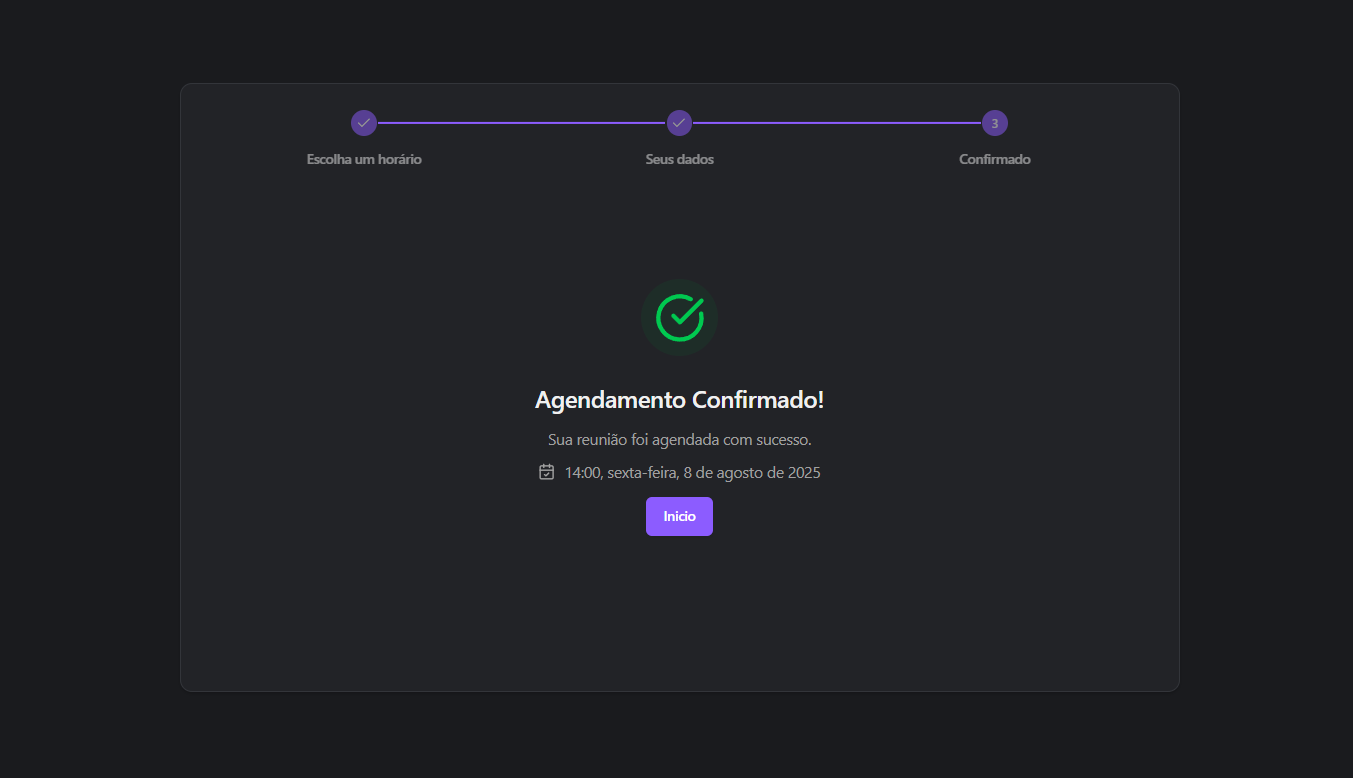 3
Escolha um horário
Seus dados
Confirmado
Agendamento Confirmado!
Sua reunião foi agendada com sucesso.
14:00, sexta-feira, 8 de agosto de 2025
Inicio